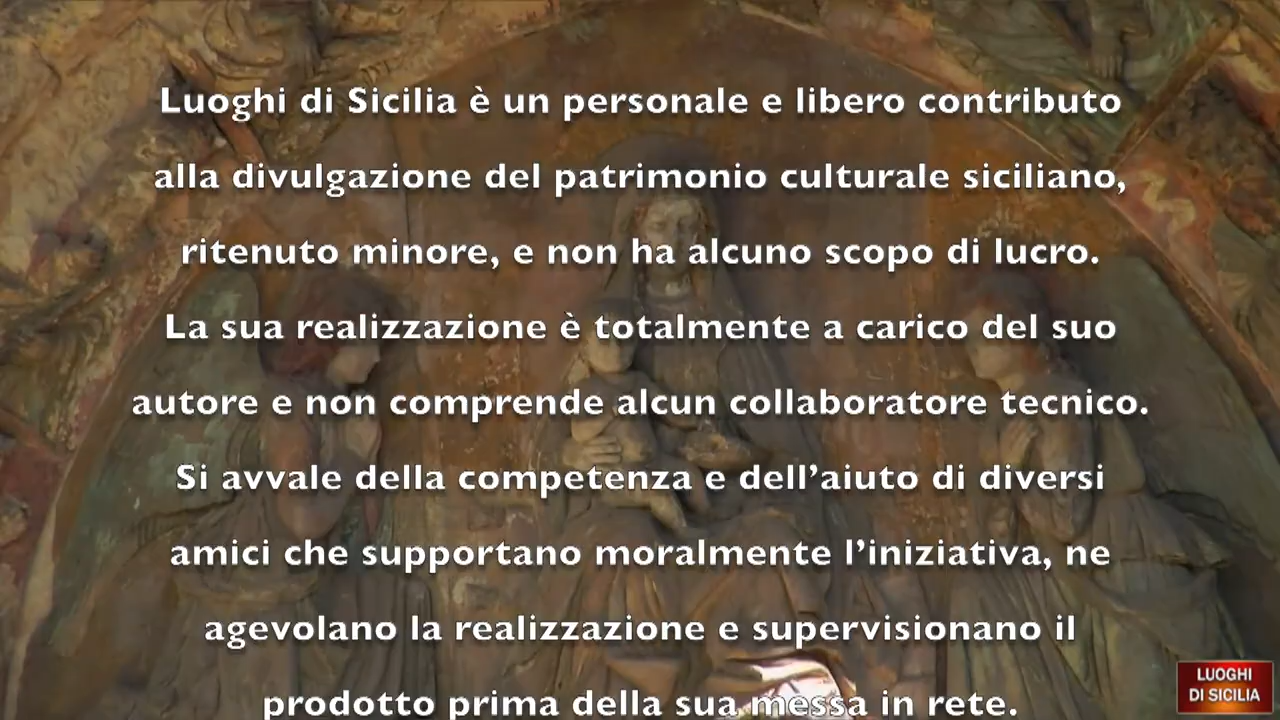 Luoghi di Sicilia è un personale e libero contributo
alla divulgazione del patrimonio culturale siciliano,
ritenuto minore, e non ha alcuno scopo di lucro.
La sua realizzazione è totalmente a carico del suo
autore e non comprende alcun collaboratore tecnico.
Si avvale della competenza e dell’aiuto di diversi
amici che supportano moralmente l’iniziativa, ne
agevolano la realizzazione e supervisionano il
prodotto prima della sua messa in rete.
LUOGHI
DI SICILIA